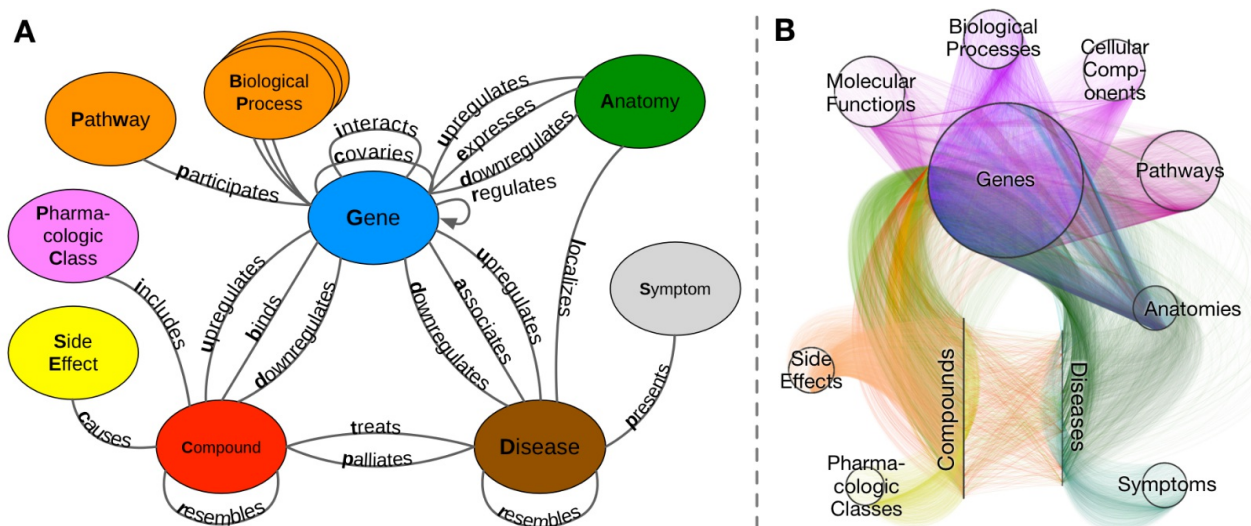 A
Pathway
Biological
Process
Anatomy
Pharma-
cologic
Class
Side
Effect
Gene
Symptom
Compound
Disease
participates
interacts
covaries
upregulates
expresses
downregulates
regulates
localizes
includes
upregulates
binds
downregulates
downregulates
associates
upregulates
presents
causes
treats
palliates
resembles
resembles
B
Biological
Processes
Cellular
Comp-
onents
Molecular
Functions
Genes
Pathways
Anatomies
Side
Effects
Compounds
Diseases
Pharma-
cologic
Classes
Symptoms